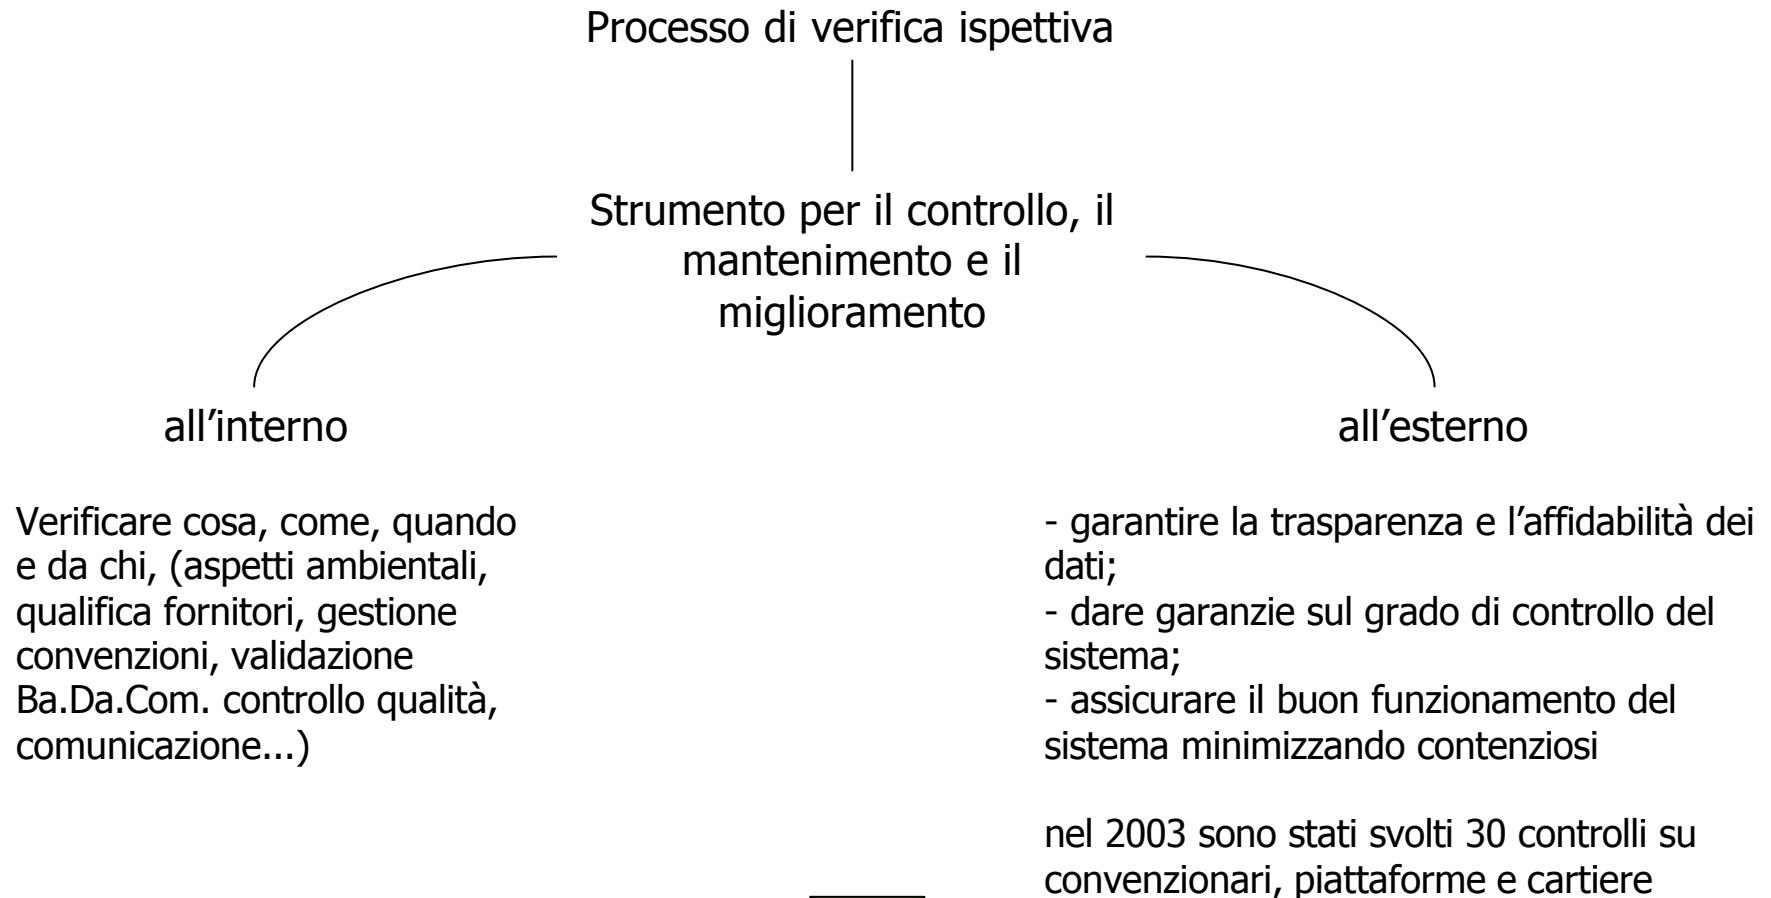 Processo di verifica ispettiva
Strumento per il controllo, il
mantenimento e il
miglioramento
all’interno
all’esterno
Verificare cosa, come, quando
e da chi, (aspetti ambientali,
qualifica fornitori, gestione
convenzioni, validazione
Ba.Da.Com. controllo qualità,
comunicazione...)
- garantire la trasparenza e l’affidabilità dei
dati;
- dare garanzie sul grado di controllo del
sistema;
- assicurare il buon funzionamento del
sistema minimizzando contenziosi
nel 2003 sono stati svolti 30 controlli su
convenzionari, piattaforme e cartiere